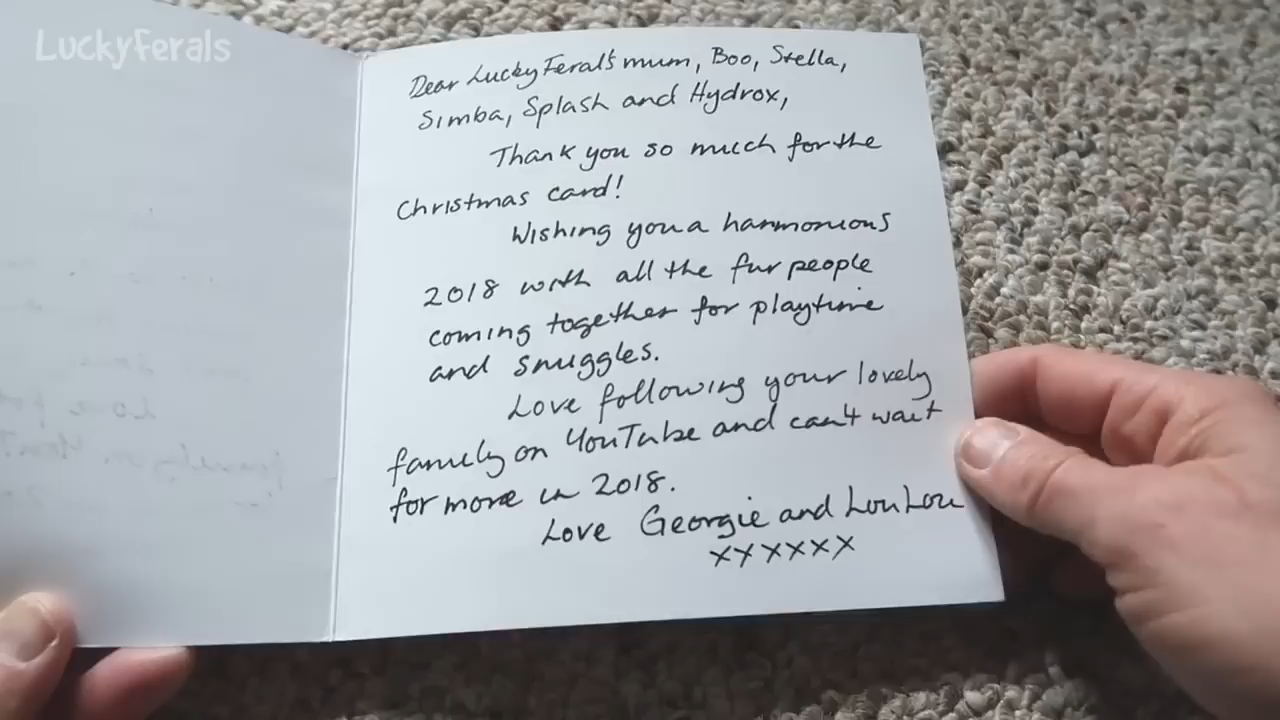 LuckyFerals
Dear LuckyFeral's mum, Boo, Stella,
Simba, Splash and Hydrox,
Thank you so much for the
Christmas card!
Wishing you a harmonious
2018 with all the fur people
coming together for playtime
and snuggles.
Love following your lovely
family on YouTube and can't wait
for more in 2018.
Love Georgie and LouLou
xxxxxx